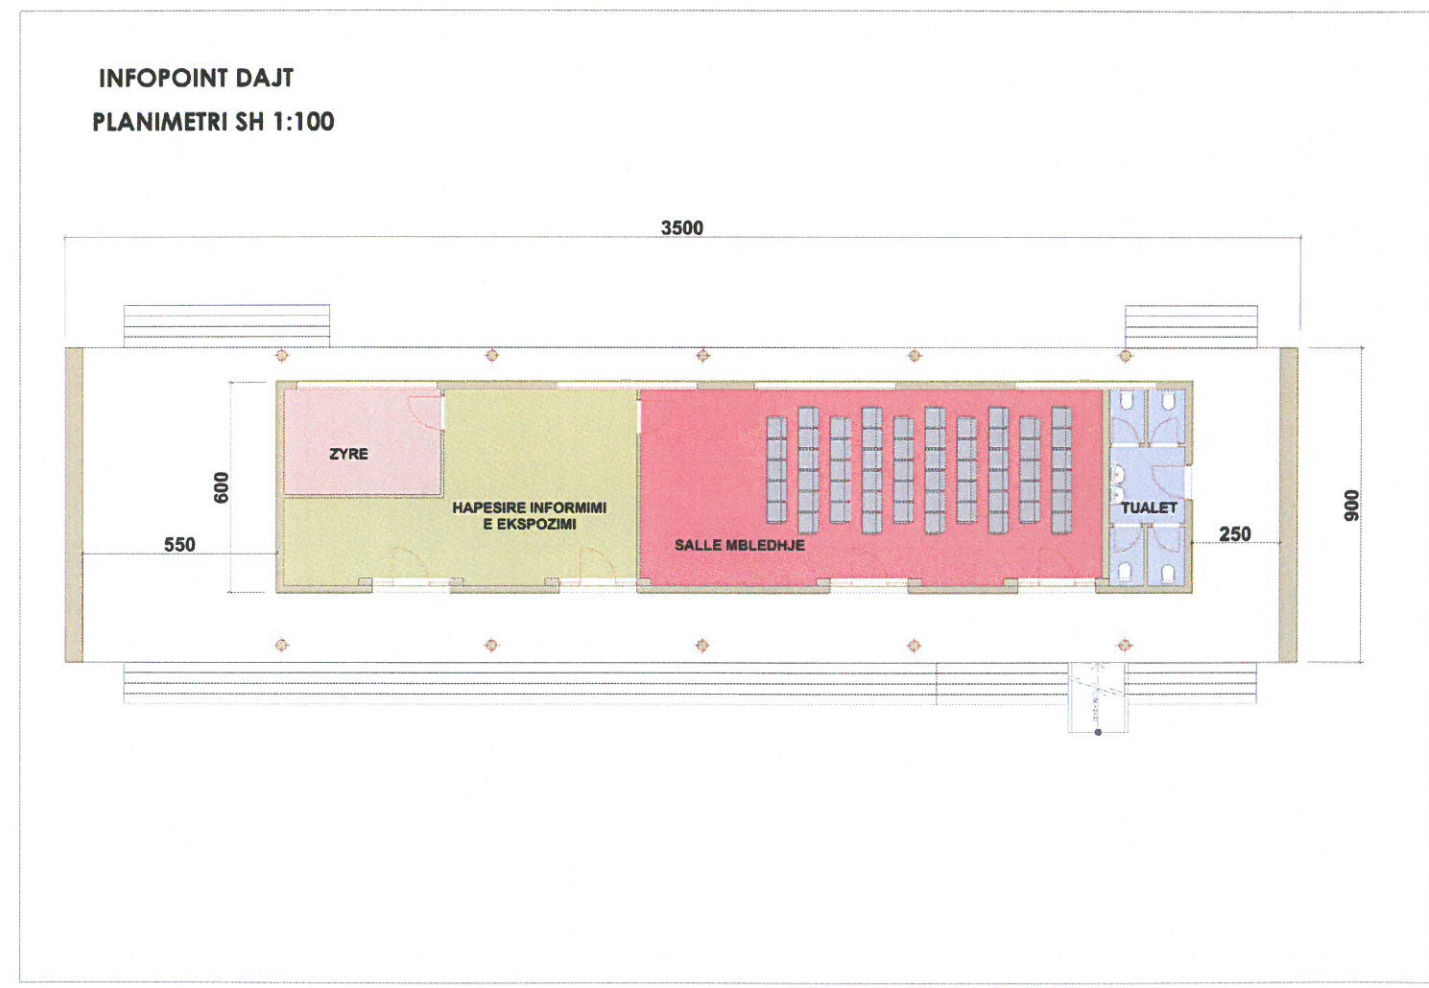 INFOPOINT DAJT
PLANIMETRI SH 1:100
3500
ZYRE
600
HAPESIRE INFORMIMI
E EKSPOZIMI
TUALET
900
550
SALLE MBLEDHJE
250